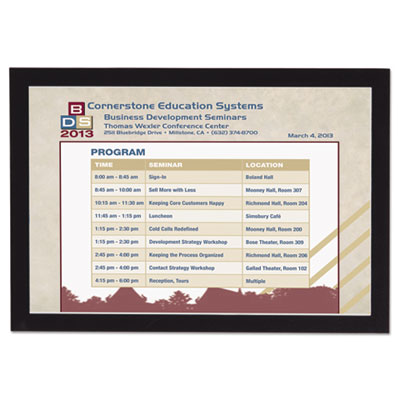 BDS
2013
Cornerstone Education Systems
Business Development Seminars
Thomas Wexler Conference Center
258 Bluebridge Drive • Millstone, CA • (632) 374-8700
March 4, 2013
PROGRAM
TIME SEMINAR LOCATION
8:00 am - 8:45 am Sign-In Boland Hall
8:45 am - 10:00 am Sell More with Less Mooney Hall, Room 307
10:15 am - 11:30 am Keeping Core Customers Happy Richmond Hall, Room 204
11:45 am - 1:15 pm Luncheon Simsbury Café
1:15 pm - 2:30 pm Cold Calls Redefined Mooney Hall, Room 200
1:15 pm - 2:30 pm Development Strategy Workshop Bose Theater, Room 309
2:45 pm - 4:00 pm Keeping the Process Organized Richmond Hall, Room 206
2:45 pm - 4:00 pm Contact Strategy Workshop Gallad Theater, Room 102
4:15 pm - 6:00 pm Reception, Tours Multiple